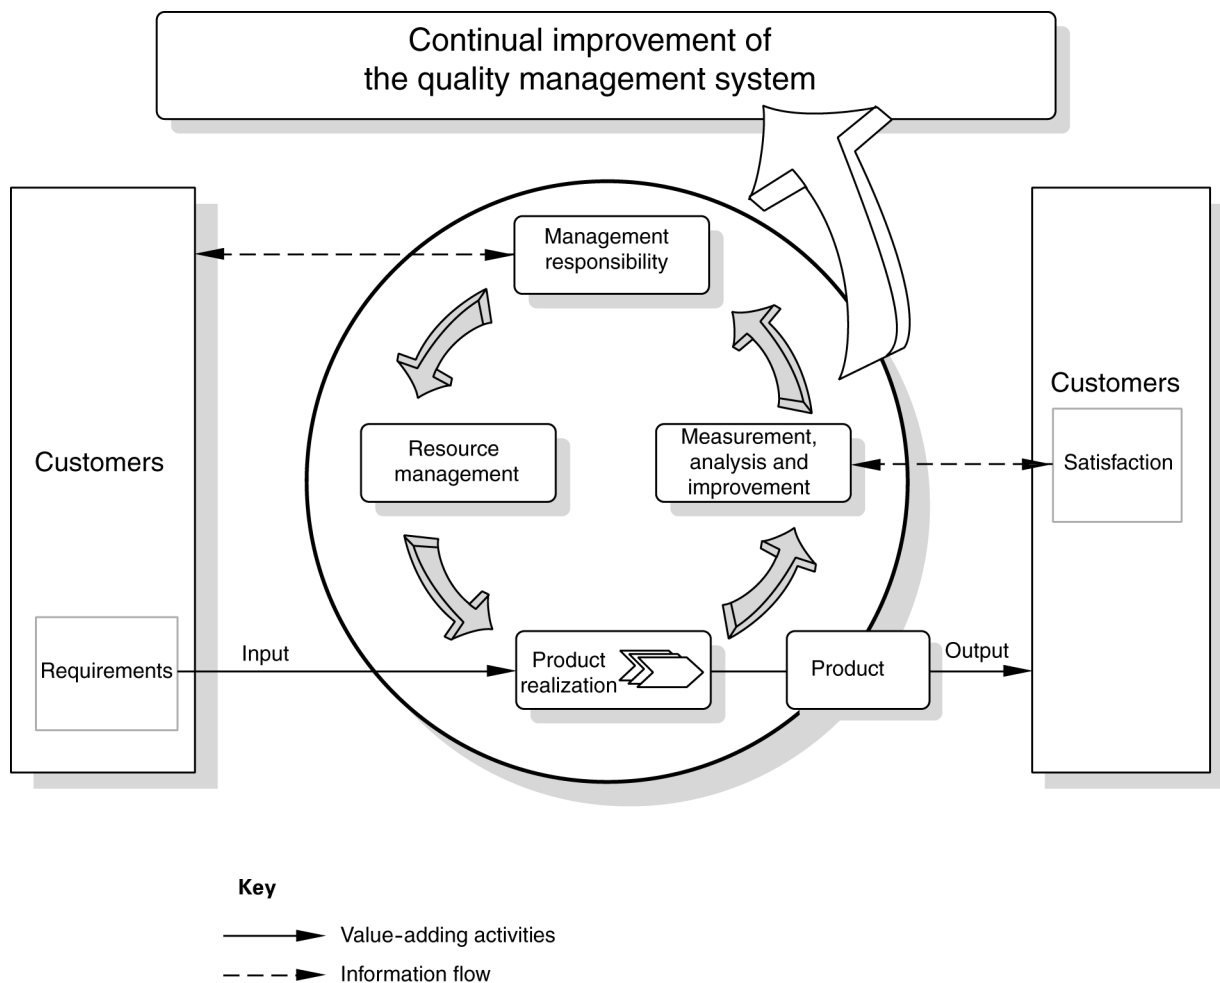 Continual improvement of
the quality management system
Management
responsibility
Customers
Resource
management
Measurement,
analysis and
improvement
Customers
Satisfaction
Requirements
Input
Product
realization
Product
Output
Key
Value-adding activities
Information flow